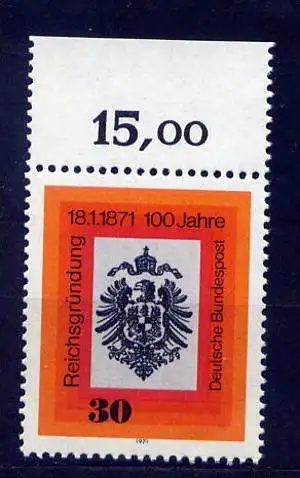 15,00
18.1.1871 100 Jahre
Reichsgründung
Deutsche Bundespost
30
1971